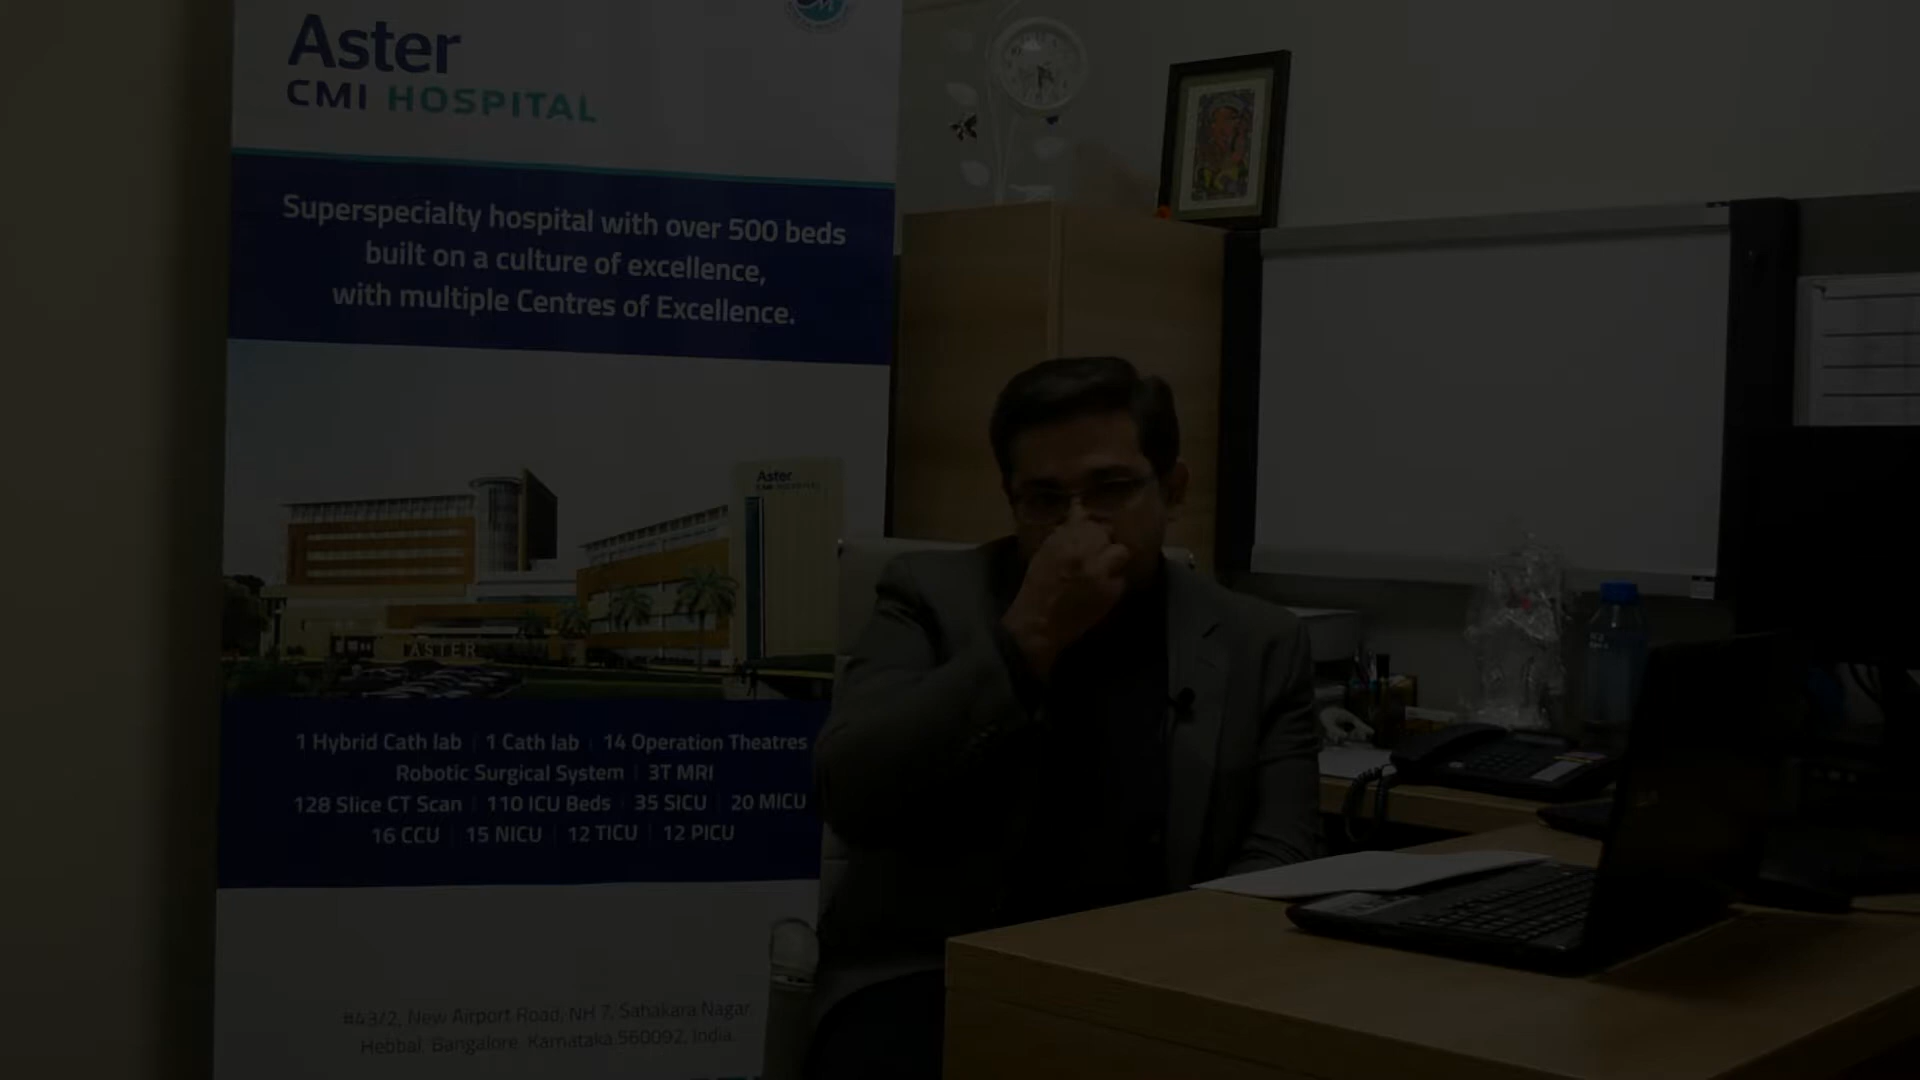 Aster
CMI HOSPITAL
Superspecialty hospital with over 500 beds
built on a culture of excellence,
with multiple Centres of Excellence.
Aster
CMI HOSPITAL
ASTER
1 Hybrid Cath lab | 1 Cath lab | 14 Operation Theatres
Robotic Surgical System | 3T MRI
128 Slice CT Scan | 110 ICU Beds | 35 SICU | 20 MICU
16 CCU | 15 NICU | 12 TICU | 12 PICU
#43/2, New Airport Road, NH 7, Sahakara Nagar,
Hebbal, Bangalore, Karnataka 560092, India.